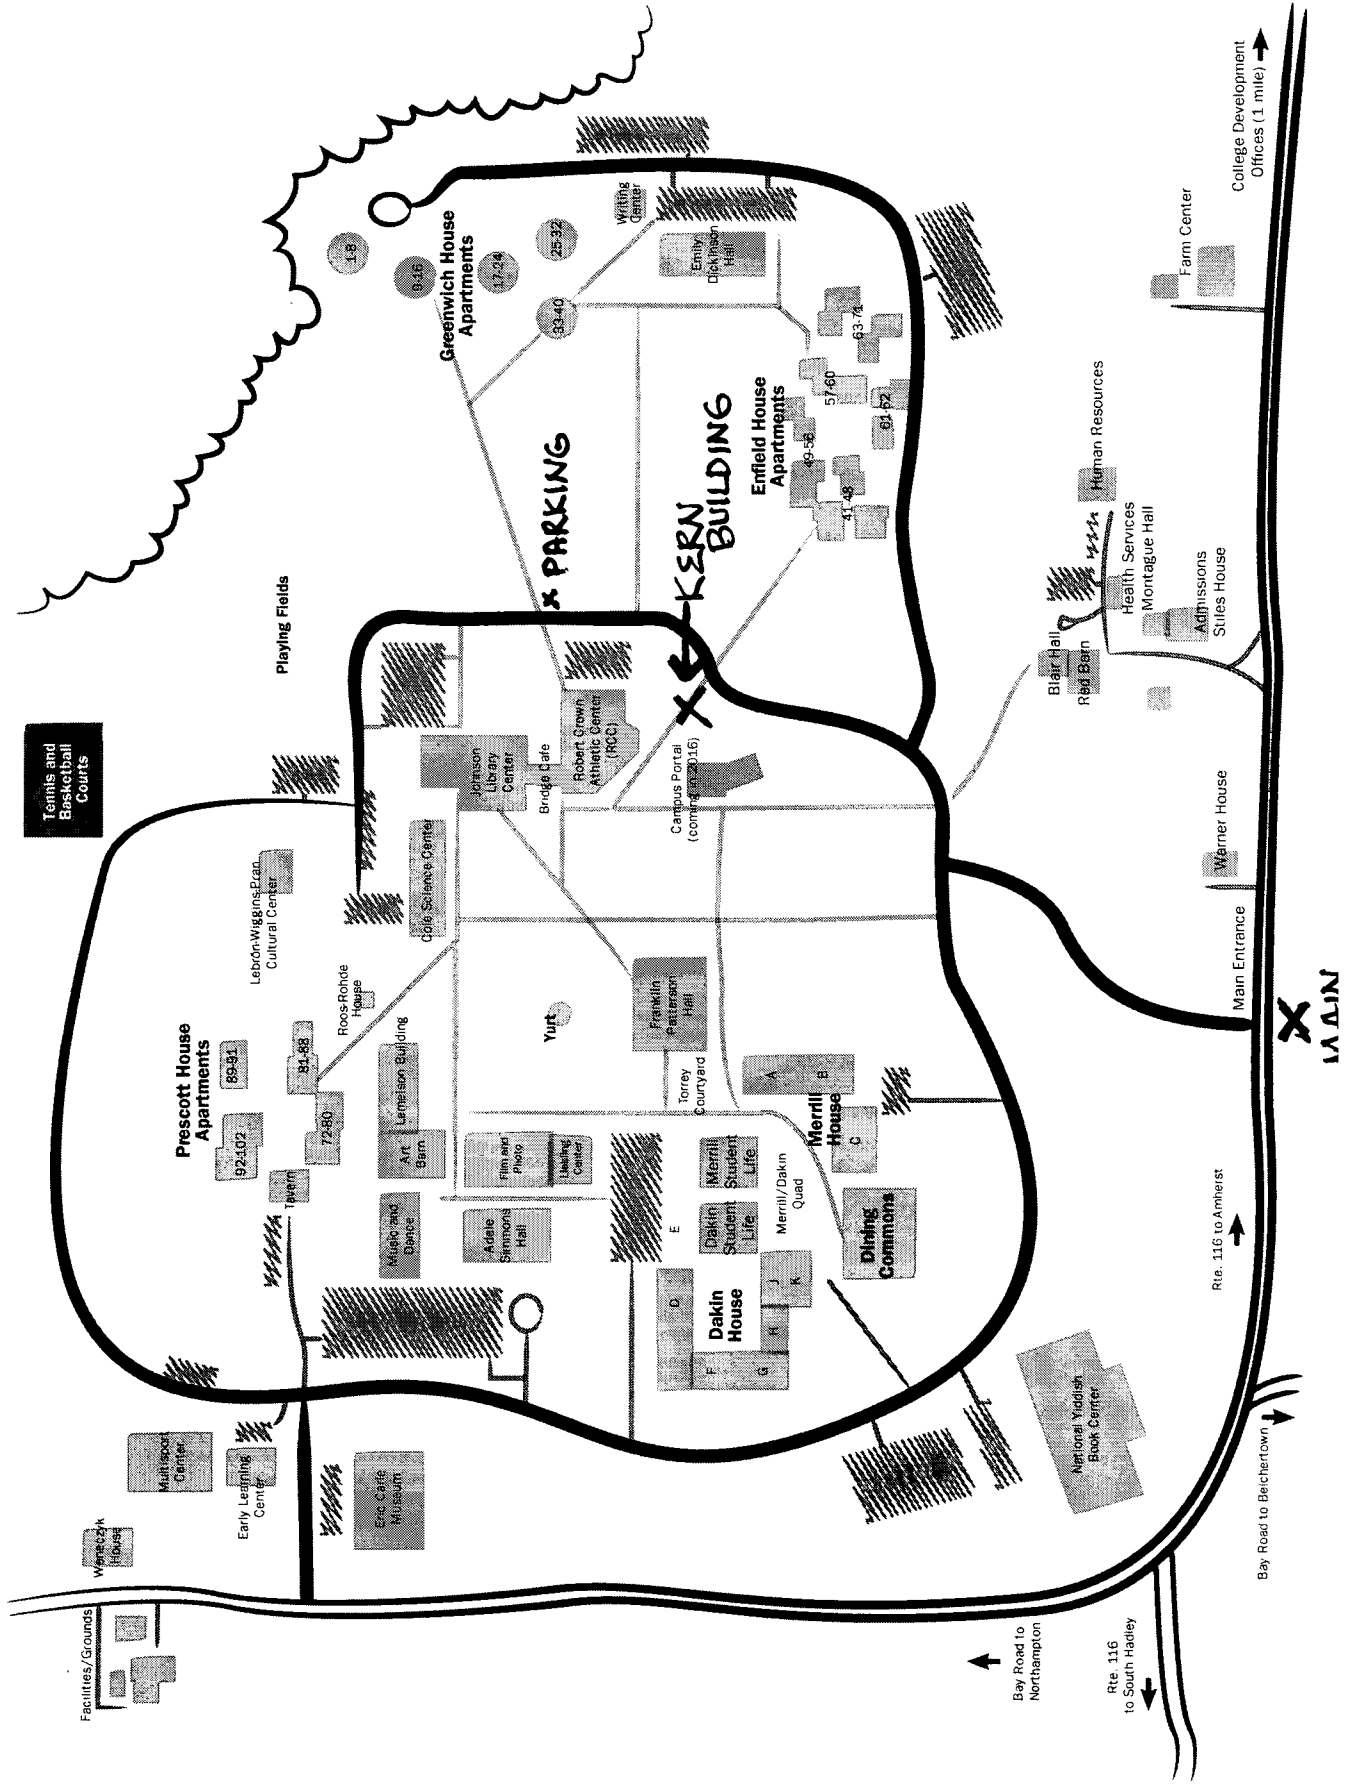 Tennis and
Basketball
Courts
Playing Fields
Greenwich House
Apartments
1-8
9-16
17-24
25-32
33-40
Writing
Center
Emily
Dickinson
Hall
x PARKING
KERN
BUILDING
X
Enfield House
Apartments
63-71
57-60
61-62
49-56
41-48
College Development
Offices (1 mile)
Farm Center
Human Resources
Health Services
Montague Hall
Admissions
Stiles House
Blair Hall
Red Barn
Warner House
Main Entrance
X
MAIN
Johnson
Library
Center
Bridge Cafe
Robert Crown
Athletic Center
(RCC)
Campus Portal
(coming in 2016)
Cole Science Center
Lebrón-Wiggins-Pran
Cultural Center
Roos-Rohde
House
Prescott House
Apartments
89-91
81-88
92-102
72-80
Tavern
Lemelson Building
Art
Barn
Yurt
Franklin
Patterson
Hall
Torrey
Courtyard
Film and
Photo
Liebling
Center
Music and
Dance
Adele
Simmons
Hall
Merrill
House
A
B
C
Merrill
Student
Life
Dakin
Student
Life
Merrill/Dakin
Quad
Dining
Commons
Dakin
House
D
E
F
G
H
J
K
Multisport
Center
Early Learning
Center
Eric Carle
Museum
Weneczyk
House
Facilities/Grounds
National Yiddish
Book Center
Rte. 116 to Amherst
Bay Road to Belchertown
Bay Road to
Northampton
Rte. 116
to South Hadley